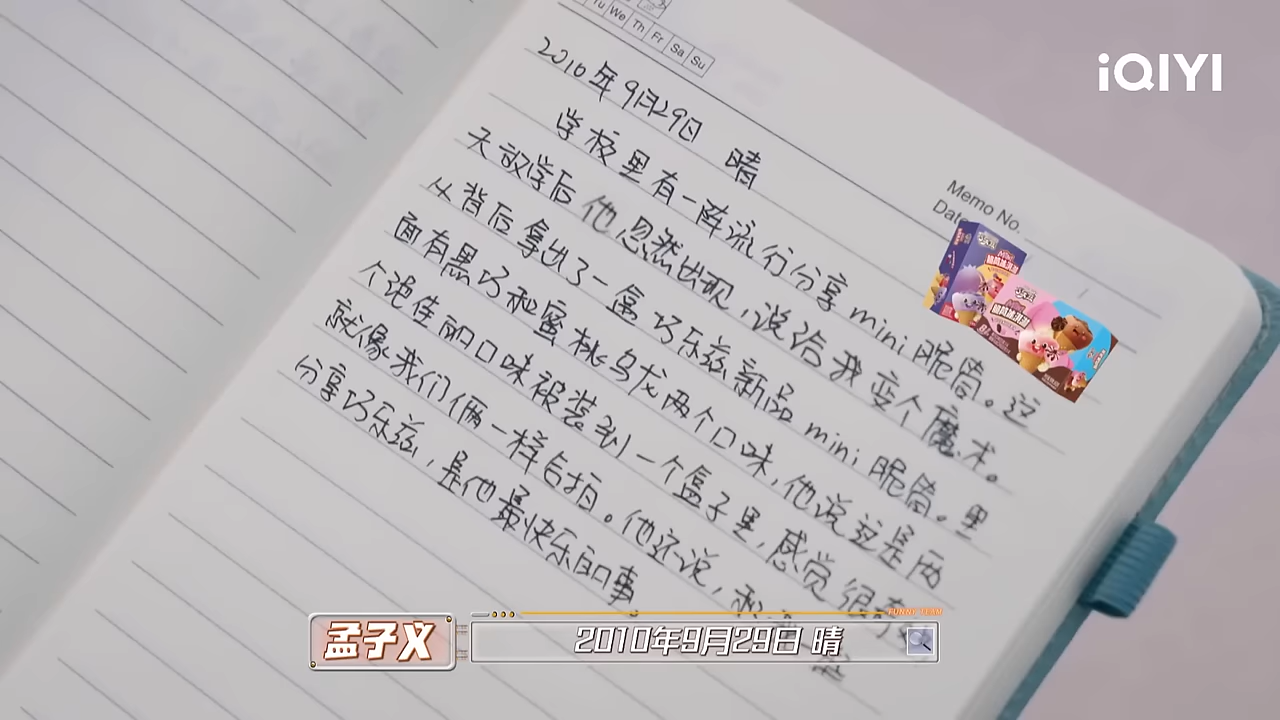 Tu We Th Fr Sa Su
iQIYI
Memo No.
Date
2010年9月29日 晴
学校里有一阵流行分享mini脆筒。这
天放学后他忽然出现，说给我变个魔术。
从背后拿出了一盒巧乐兹新品mini脆筒。里
面有黑巧和蜜桃乌龙两个口味，他说这是两
个绝佳的口味被装到一个盒子里，感觉很
就像我们俩一样合拍。他还说，和
分享巧乐兹，是他最快乐的事。
孟子义
2010年9月29日 晴
FUNNY YEAH